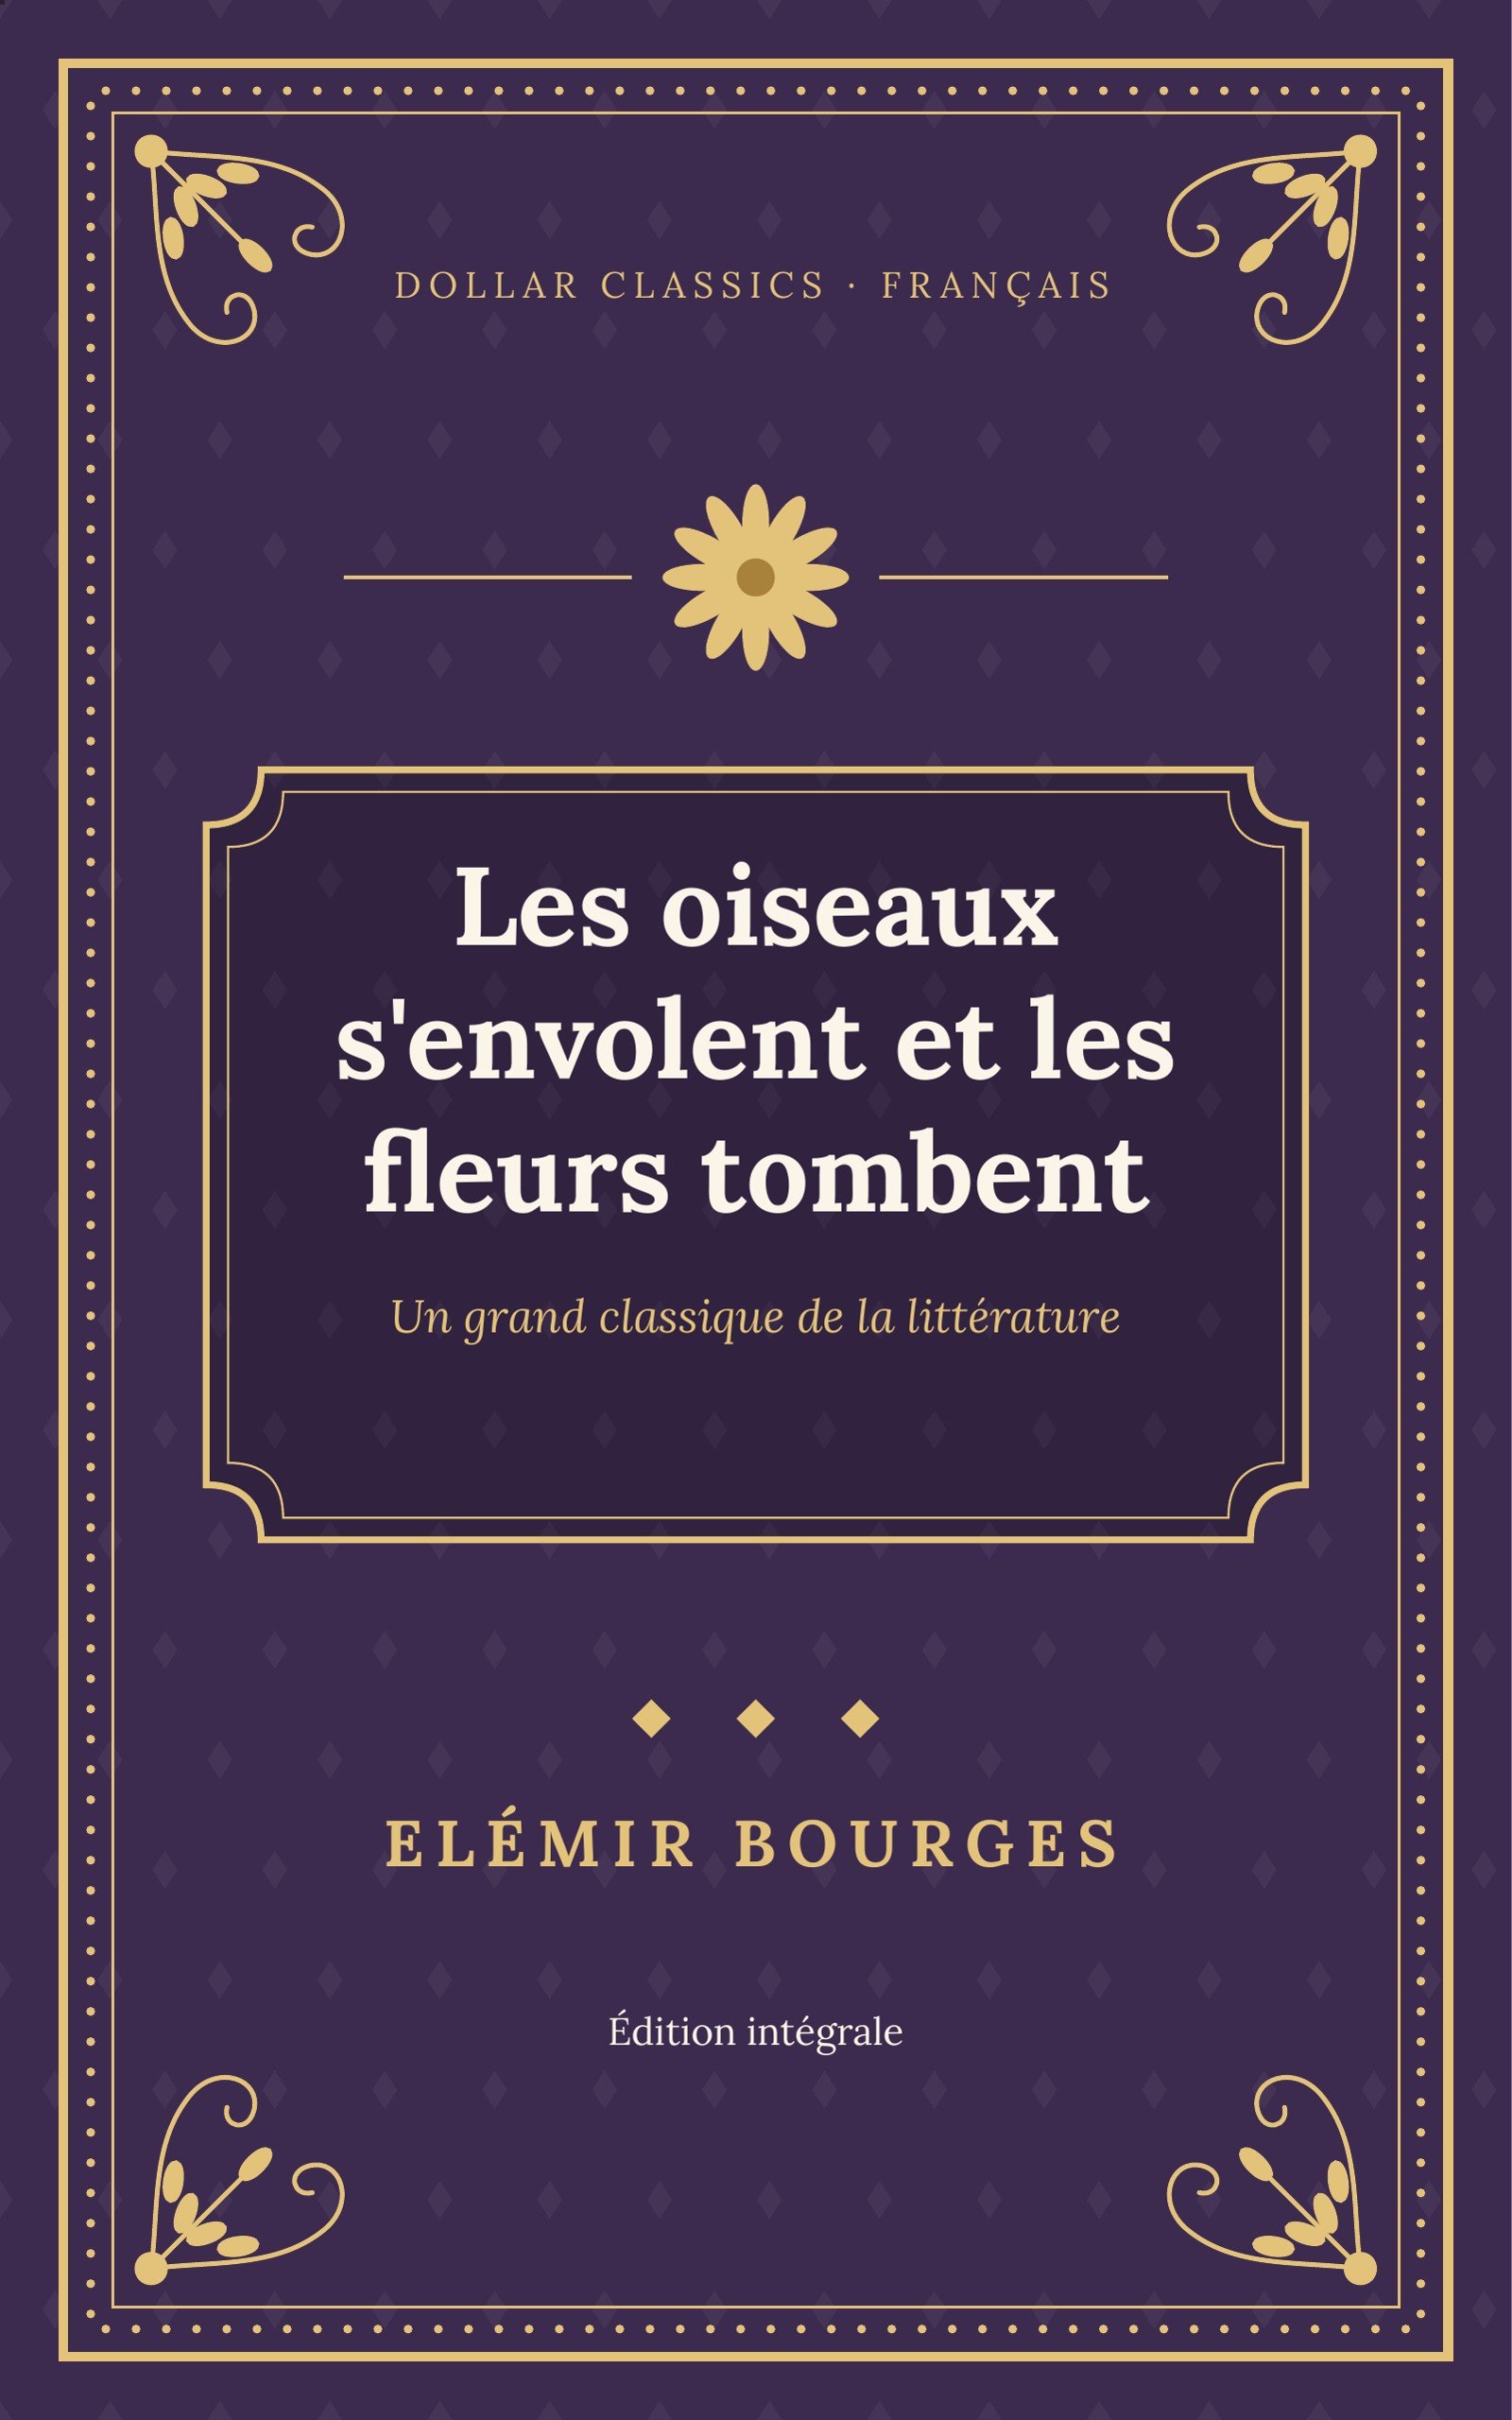 DOLLAR CLASSICS · FRANÇAIS
Les oiseaux
s'envolent et les
fleurs tombent
Un grand classique de la littérature
ELÉMIR BOURGES
Édition intégrale